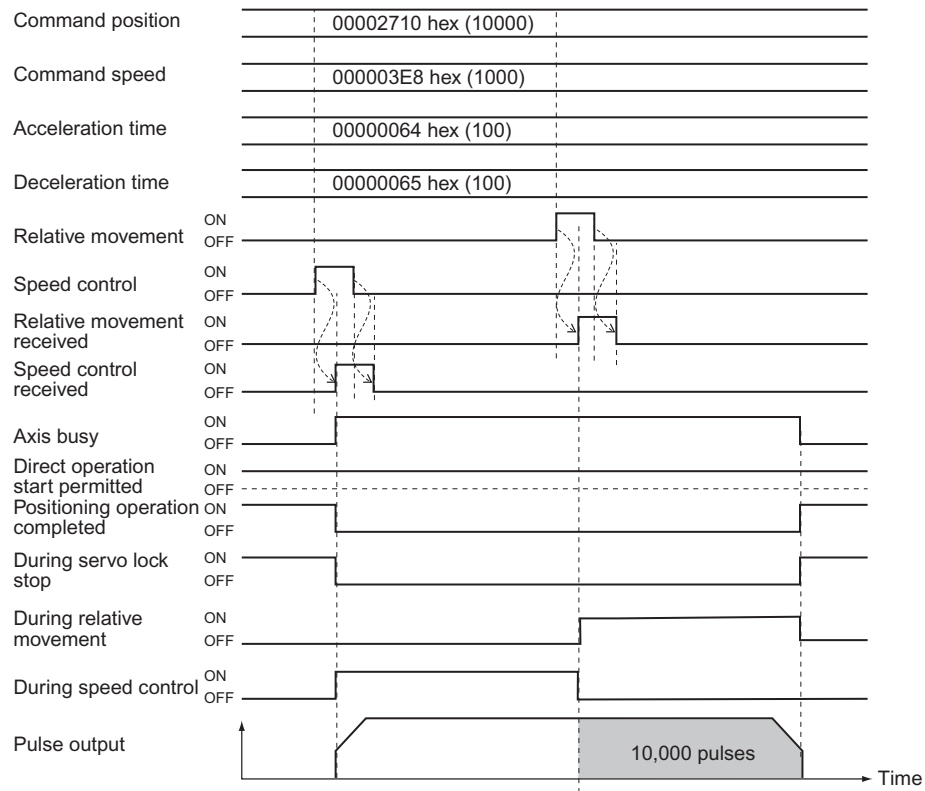 Command position
00002710 hex (10000)
Command speed
000003E8 hex (1000)
Acceleration time
00000064 hex (100)
Deceleration time
00000065 hex (100)
Relative movement
ON
OFF
Speed control
ON
OFF
Relative movement
received
ON
OFF
Speed control
received
ON
OFF
Axis busy
ON
OFF
Direct operation
start permitted
ON
OFF
Positioning operation
completed
ON
OFF
During servo lock
stop
ON
OFF
During relative
movement
ON
OFF
During speed control
ON
OFF
Pulse output
10,000 pulses
Time